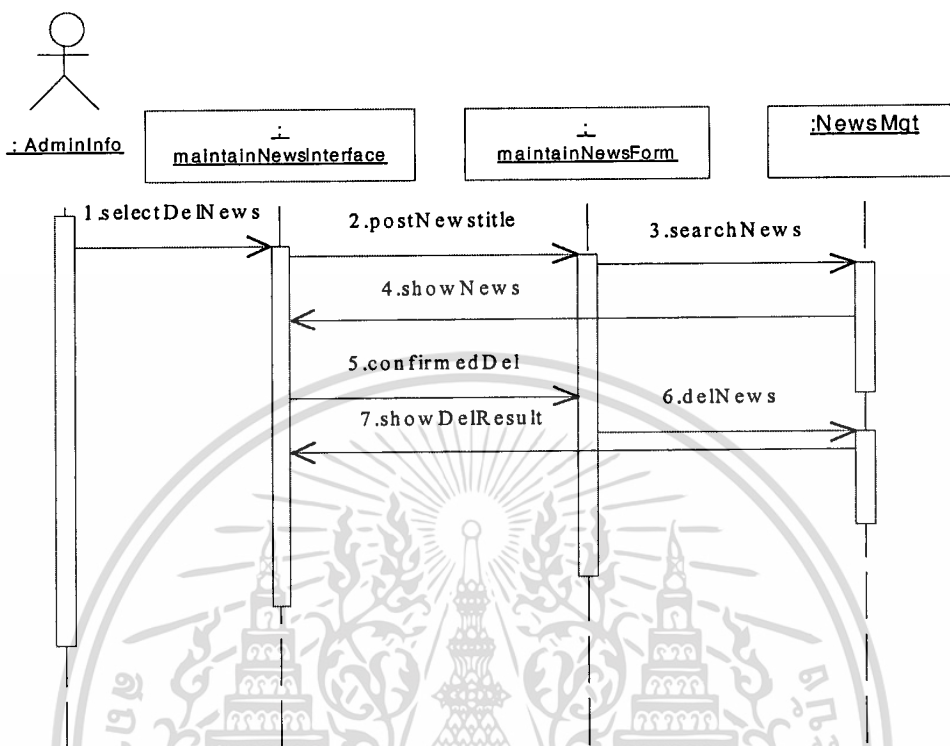 : AdminInfo
:
maintainNewsInterface
:
maintainNewsForm
:NewsMgt
1.selectDelNews
2.postNewstitle
3.searchNews
4.showNews
5.confirmedDel
6.delNews
7.showDelResult